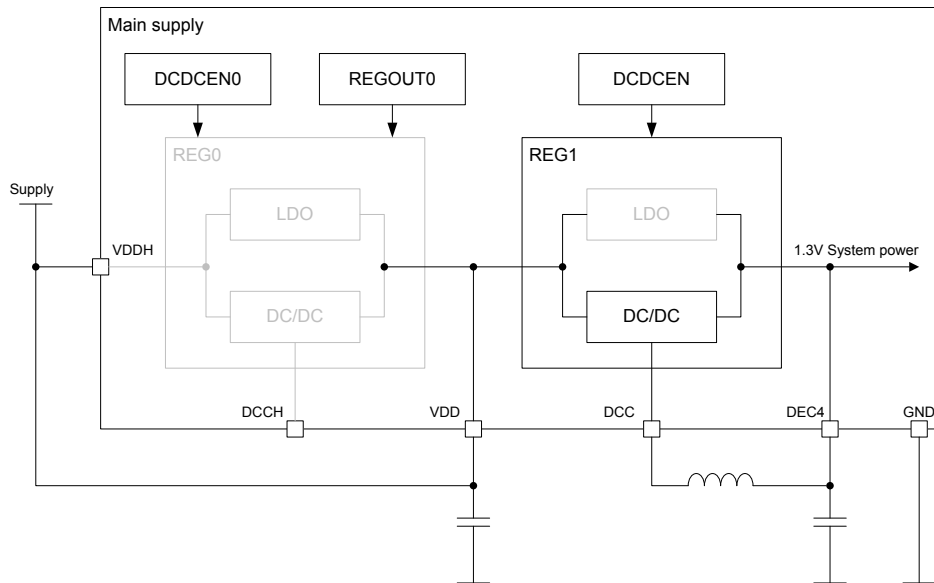 Main supply
DCDCEN0
REGOUT0
DCDCEN
REG0
REG1
Supply
LDO
LDO
VDDH
1.3V System power
DC/DC
DC/DC
DCCH
VDD
DCC
DEC4
GND